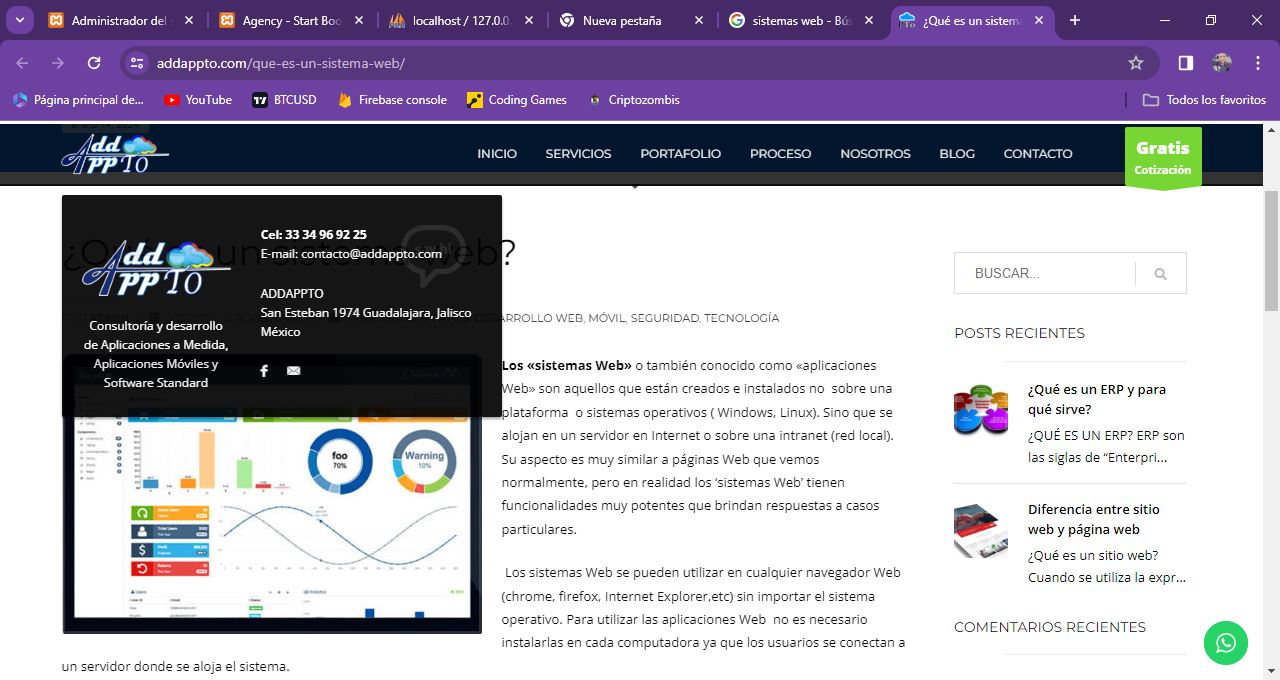 Administrador del
Agency - Start Boo
localhost / 127.0.0.
Nueva pestaña
sistemas web - Bús
¿Qué es un sistema
addappto.com/que-es-un-sistema-web/
Página principal de...
YouTube
BTCUSD
Firebase console
Coding Games
Criptozombis
Todos los favoritos
Add
App TO
INICIO
SERVICIOS
PORTAFOLIO
PROCESO
NOSOTROS
BLOG
CONTACTO
Gratis
Cotización
¿Qué es un sistema web?
Add
App TO
Consultoría y desarrollo
de Aplicaciones a Medida,
Aplicaciones Móviles y
Software Standard
Cel: 33 34 96 92 25
E-mail: contacto@addappto.com
ADDAPPTO
San Esteban 1974 Guadalajara, Jalisco
México
say hi
DESARROLLO WEB, MÓVIL, SEGURIDAD, TECNOLOGÍA
foo
70%
Warning
10%
Los «sistemas Web» o también conocido como «aplicaciones
Web» son aquellos que están creados e instalados no sobre una
plataforma o sistemas operativos ( Windows, Linux). Sino que se
alojan en un servidor en Internet o sobre una intranet (red local).
Su aspecto es muy similar a páginas Web que vemos
normalmente, pero en realidad los ‘sistemas Web’ tienen
funcionalidades muy potentes que brindan respuestas a casos
particulares.
Los sistemas Web se pueden utilizar en cualquier navegador Web
(chrome, firefox, Internet Explorer,etc) sin importar el sistema
operativo. Para utilizar las aplicaciones Web no es necesario
instalarlas en cada computadora ya que los usuarios se conectan a
un servidor donde se aloja el sistema.
BUSCAR...
POSTS RECIENTES
¿Qué es un ERP y para
qué sirve?
¿QUÉ ES UN ERP? ERP son
las siglas de “Enterpri...
Diferencia entre sitio
web y página web
¿Qué es un sitio web?
Cuando se utiliza la expr...
COMENTARIOS RECIENTES